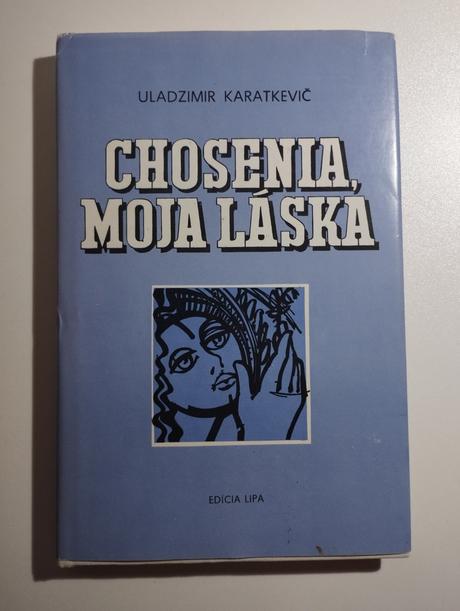 ULADZIMIR KARATKEVIČ
CHOSENIA,
MOJA LÁSKA
EDÍCIA LIPA